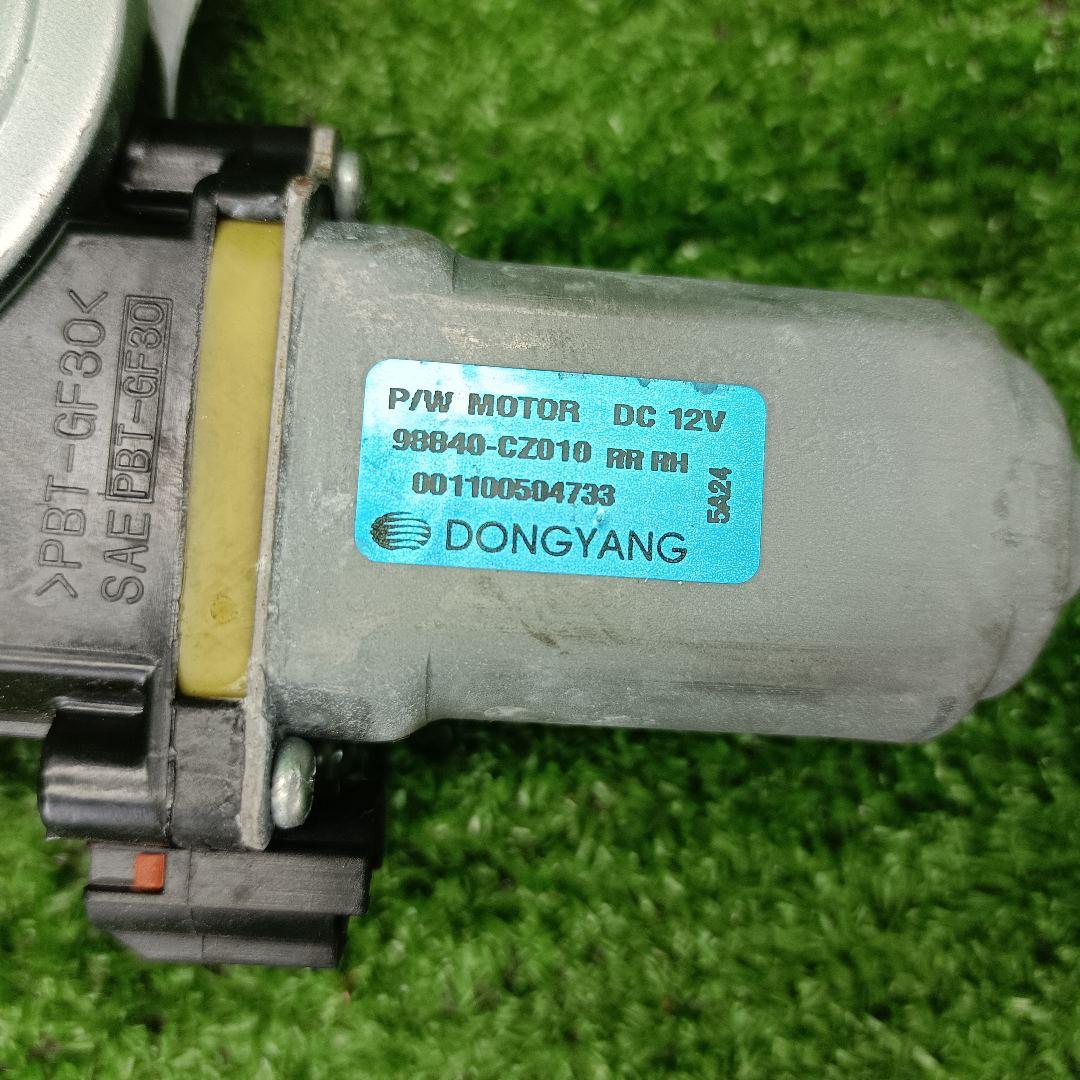 P/W MOTOR DC 12V
98840-CZ010 RR RH
001100504733
5A24
DONGYANG
>PBT-GF30<
SAE PBT-GF30